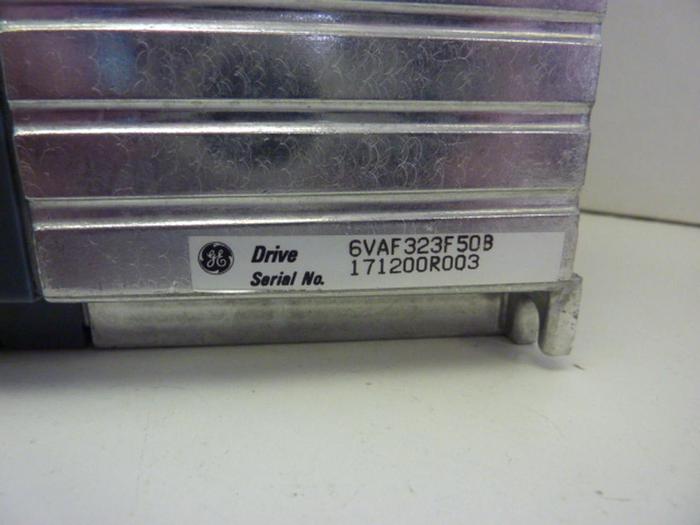 GE Drive 6VAF323F50B
Serial No. 171200R003